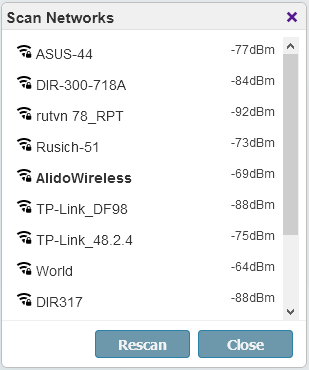 Scan Networks
ASUS-44 -77dBm
DIR-300-718A -84dBm
rutvn 78_RPT -92dBm
Rusich-51 -73dBm
AlidoWireless -69dBm
TP-Link_DF98 -88dBm
TP-Link_48.2.4 -75dBm
World -64dBm
DIR317 -88dBm
Rescan Close